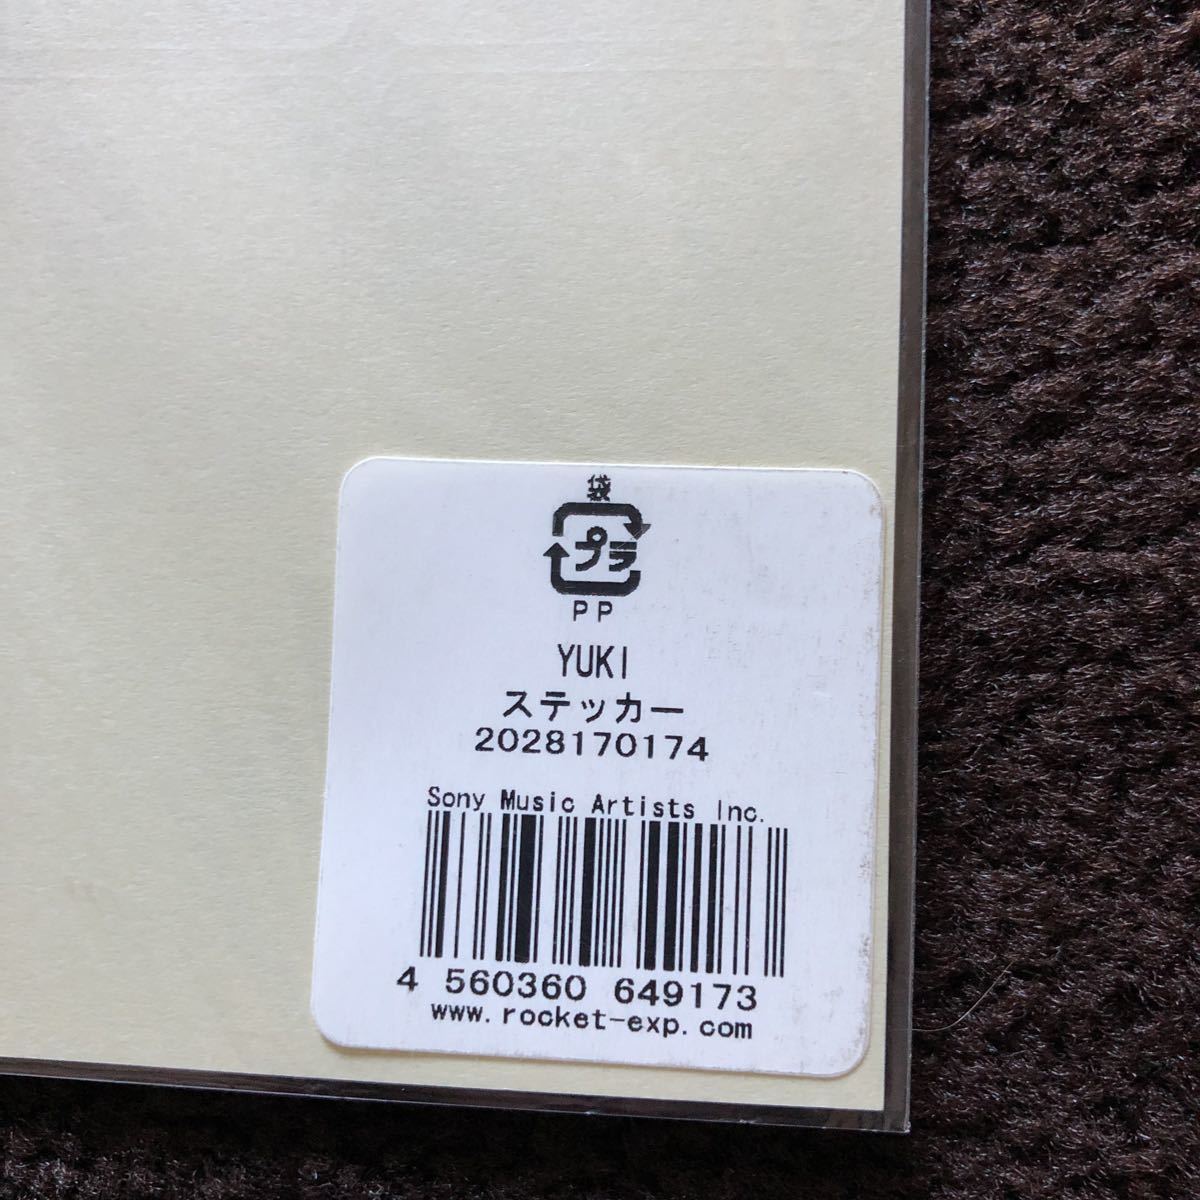 袋
プラ
PP
YUKI
ステッカー
2028170174
Sony Music Artists Inc.
4 560360 649173
www.rocket-exp.com